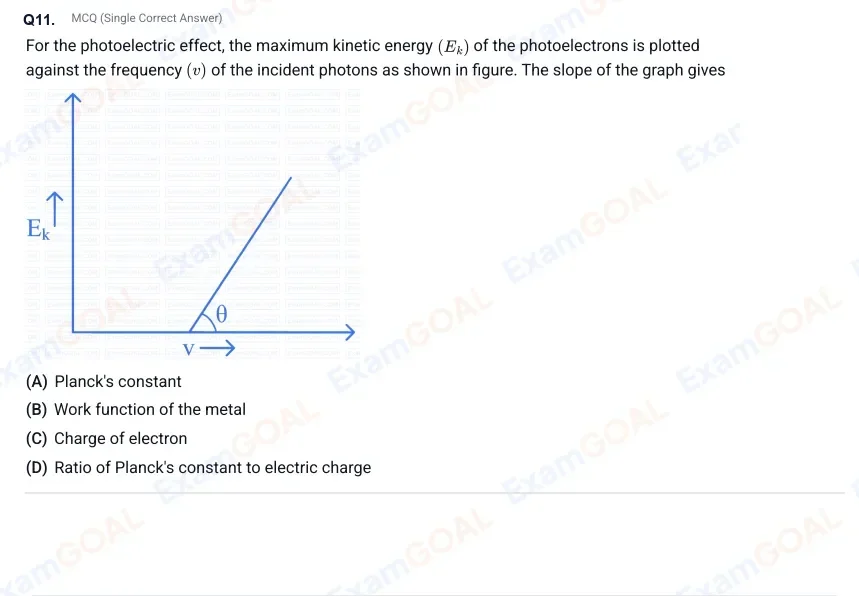 Q11. MCQ (Single Correct Answer)
For the photoelectric effect, the maximum kinetic energy (Eₖ) of the photoelectrons is plotted
against the frequency (v) of the incident photons as shown in figure. The slope of the graph gives
Eₖ
θ
v
(A) Planck's constant
(B) Work function of the metal
(C) Charge of electron
(D) Ratio of Planck's constant to electric charge
ExamGOAL